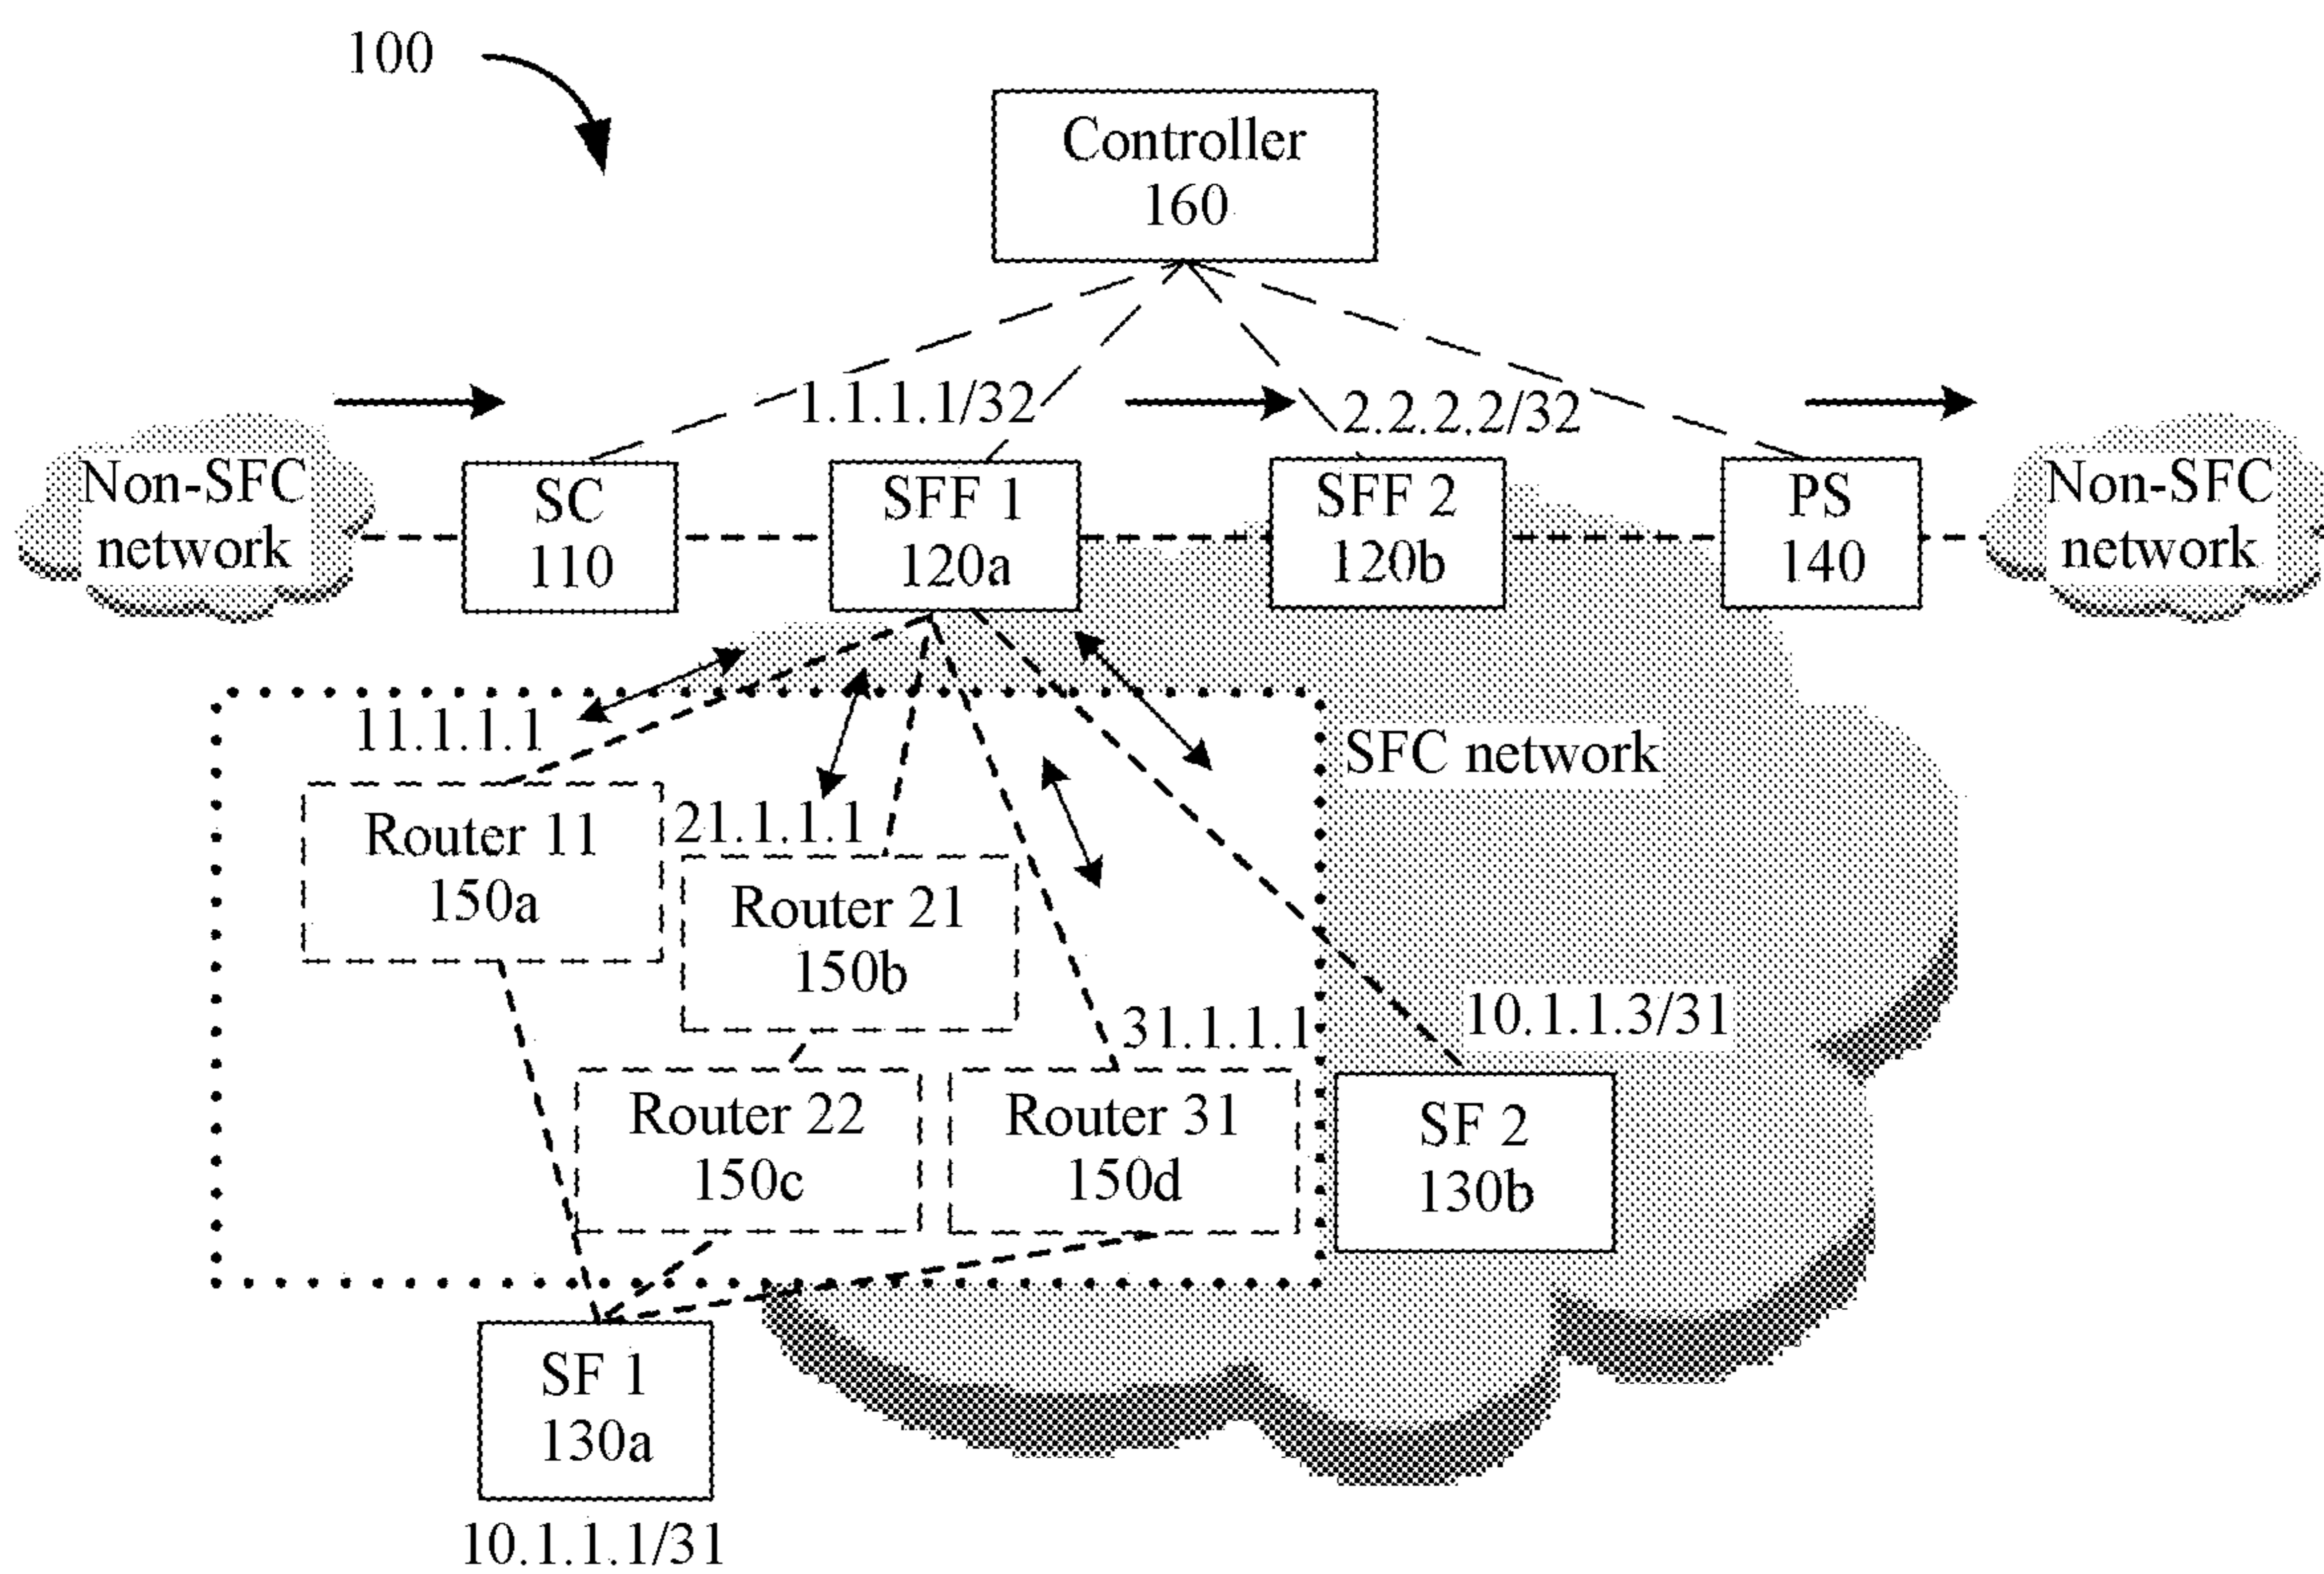 100
Controller
160
1.1.1.1/32
2.2.2.2/32
Non-SFC
network
SC
110
SFF 1
120a
SFF 2
120b
PS
140
Non-SFC
network
11.1.1.1
SFC network
Router 11
150a
21.1.1.1
Router 21
150b
31.1.1.1
10.1.1.3/31
Router 22
150c
Router 31
150d
SF 2
130b
SF 1
130a
10.1.1.1/31